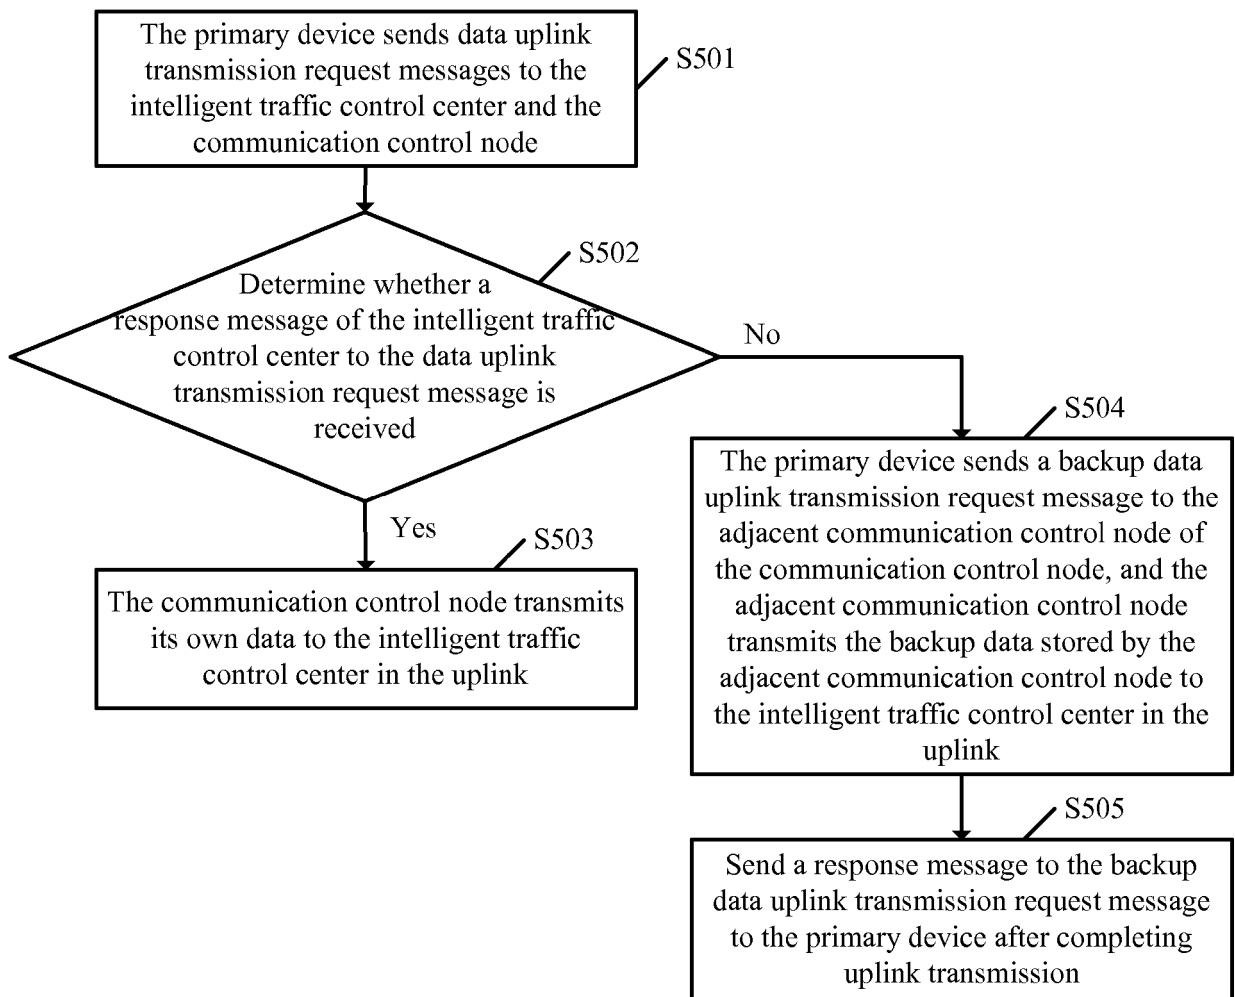 The primary device sends data uplink
transmission request messages to the
intelligent traffic control center and the
communication control node
S501
S502
Determine whether a
response message of the intelligent traffic
control center to the data uplink
transmission request message is
received
No
Yes
S503
The communication control node transmits
its own data to the intelligent traffic
control center in the uplink
S504
The primary device sends a backup data
uplink transmission request message to the
adjacent communication control node of
the communication control node, and the
adjacent communication control node
transmits the backup data stored by the
adjacent communication control node to
the intelligent traffic control center in the
uplink
S505
Send a response message to the backup
data uplink transmission request message
to the primary device after completing
uplink transmission